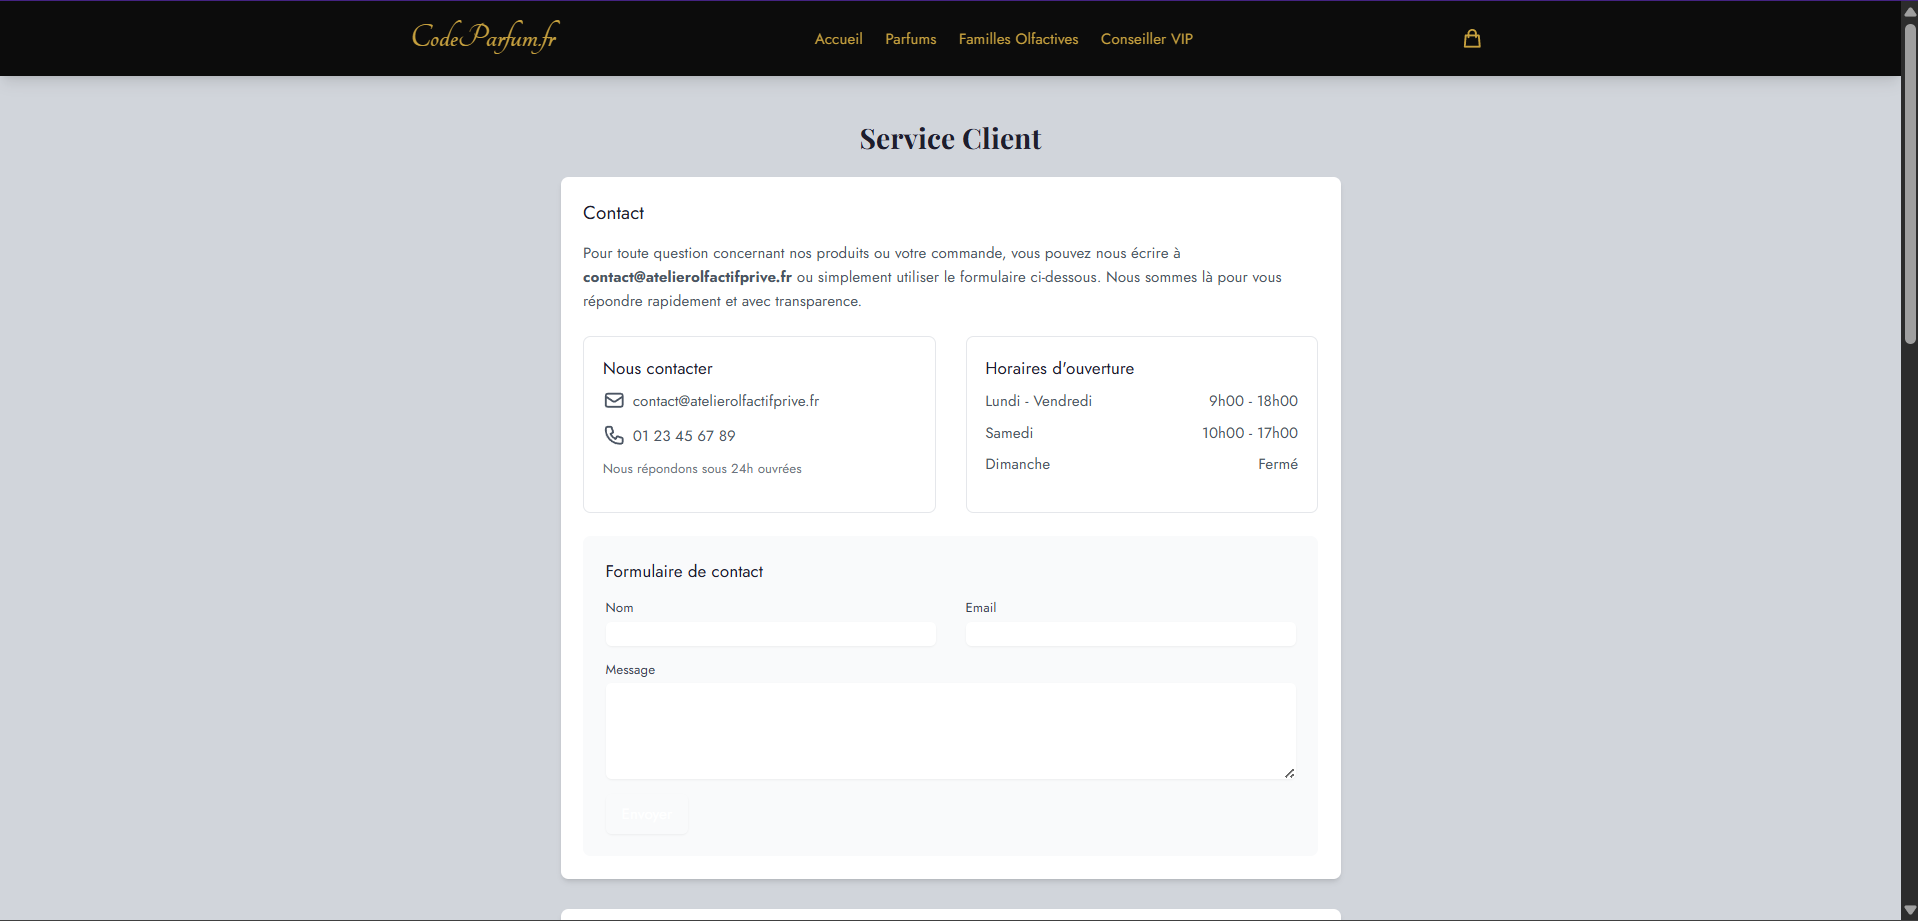 CodeParfum.fr
Accueil Parfums Familles Olfactives Conseiller VIP
Service Client
Contact
Pour toute question concernant nos produits ou votre commande, vous pouvez nous écrire à
contact@atelierolfactifprive.fr ou simplement utiliser le formulaire ci-dessous. Nous sommes là pour vous
répondre rapidement et avec transparence.
Nous contacter
contact@atelierolfactifprive.fr
01 23 45 67 89
Nous répondons sous 24h ouvrées
Horaires d'ouverture
Lundi - Vendredi 9h00 - 18h00
Samedi 10h00 - 17h00
Dimanche Fermé
Formulaire de contact
Nom Email
Message
Envoyer